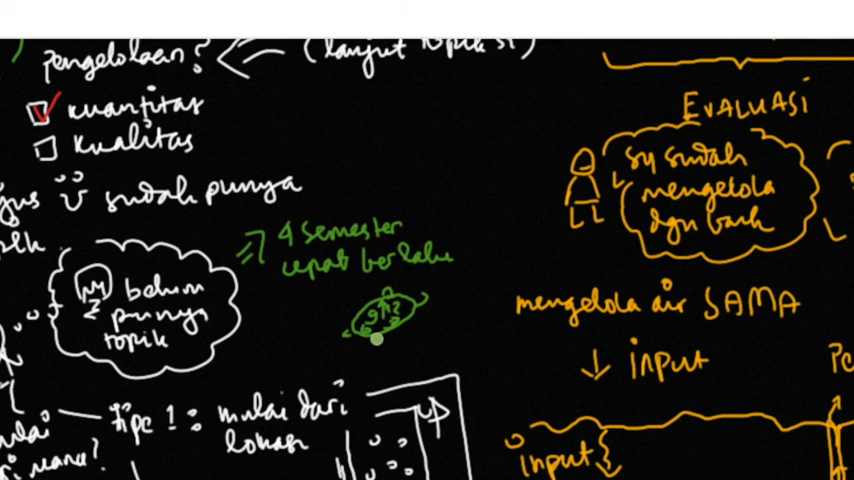 pengelolaan?
(lanjut topik s1)
kuantitas
kualitas
sudah punya
belum
punya
topik
4 semester
cepat berlalu
tipe 1: mulai dari
lokasi
EVALUASI
sy sudah
mengelola
dgn baik
mengelola air SAMA
↓ input
input